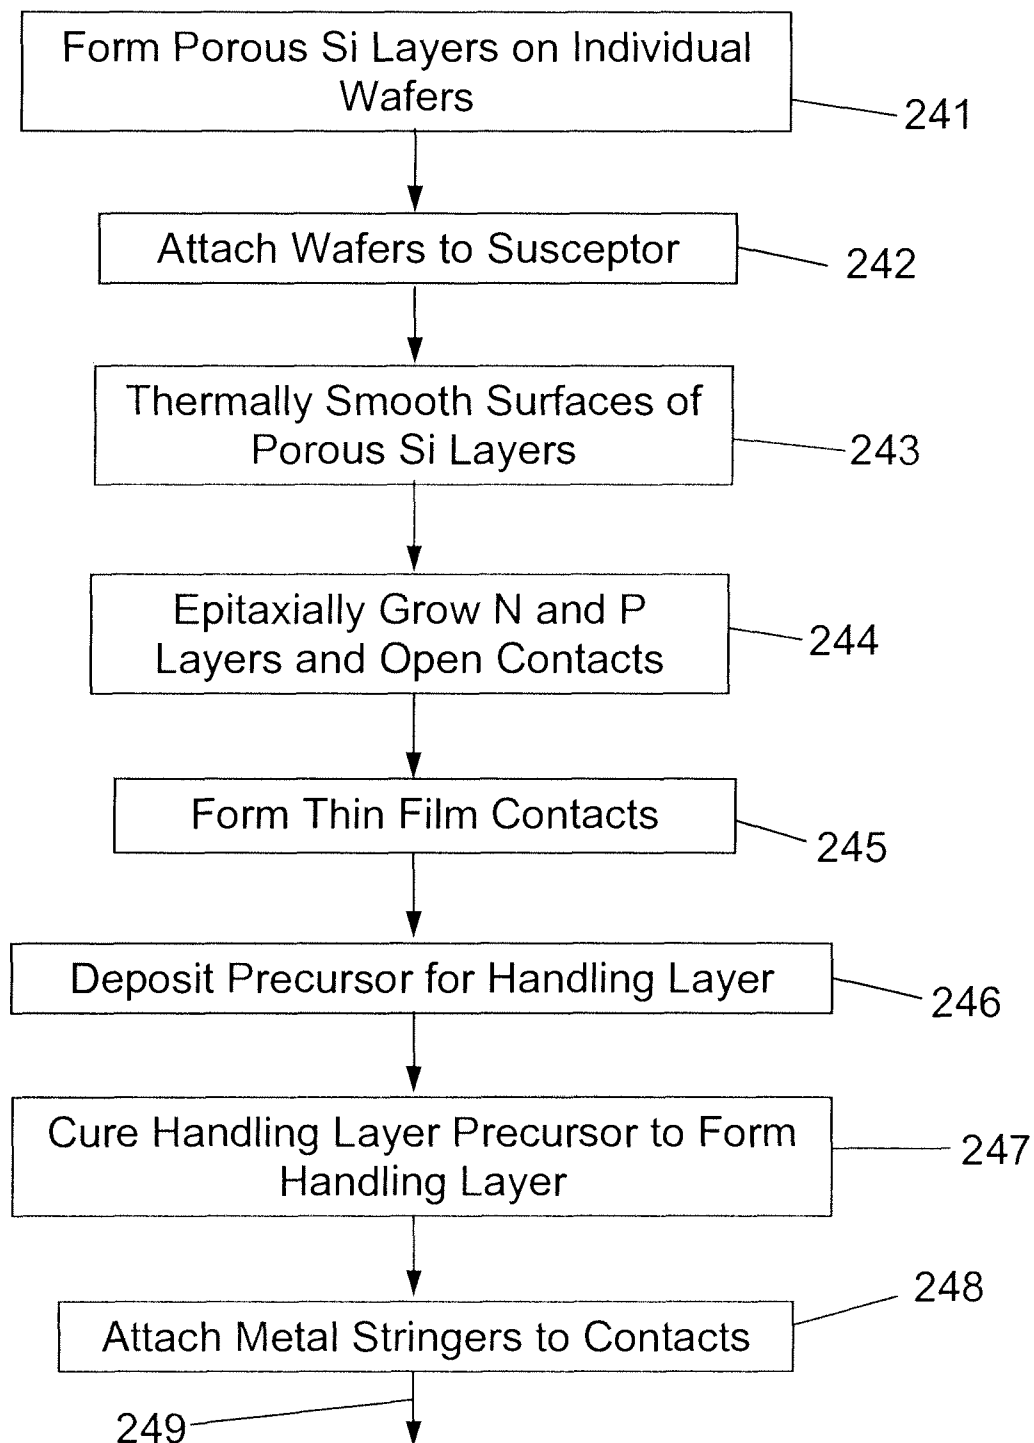 Form Porous Si Layers on Individual
Wafers
241
Attach Wafers to Susceptor
242
Thermally Smooth Surfaces of
Porous Si Layers
243
Epitaxially Grow N and P
Layers and Open Contacts
244
Form Thin Film Contacts
245
Deposit Precursor for Handling Layer
246
Cure Handling Layer Precursor to Form
Handling Layer
247
248
Attach Metal Stringers to Contacts
249